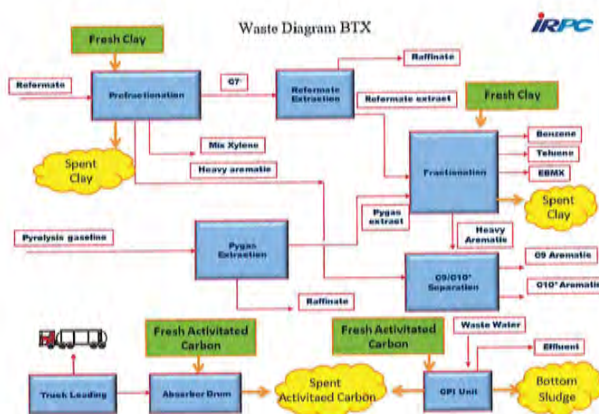 Waste Diagram BTX
IRPC
Fresh Clay
Raffinate
Reformate
Prefractionation
C7-
Reformate
Extraction
Reformate extract
Fresh Clay
Spent
Clay
Mix Xylene
Heavy aromatic
Fractionation
Benzene
Toluene
EBMX
Spent
Clay
Pygas
extract
Heavy
Aromatic
Pyrolysis gasoline
Pygas
Extraction
C9/C10+
Separation
C9 Aromatic
C10+ Aromatic
Raffinate
Fresh Activitated
Carbon
Fresh Activitated
Carbon
Waste Water
Effluent
Truck Loading
Absorber Drum
Spent
Activitaed Carbon
CPI Unit
Bottom
Sludge